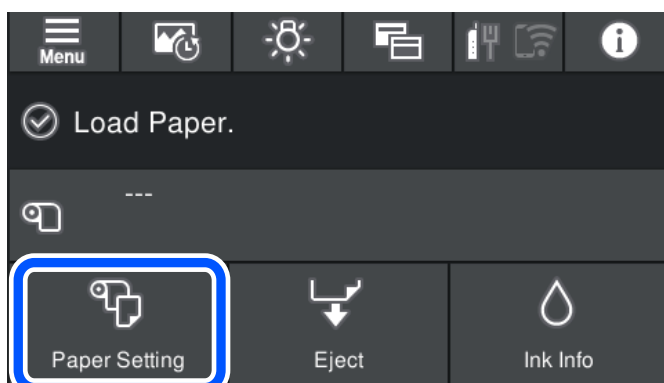 Menu
Load Paper.
---
Paper Setting
Eject
Ink Info